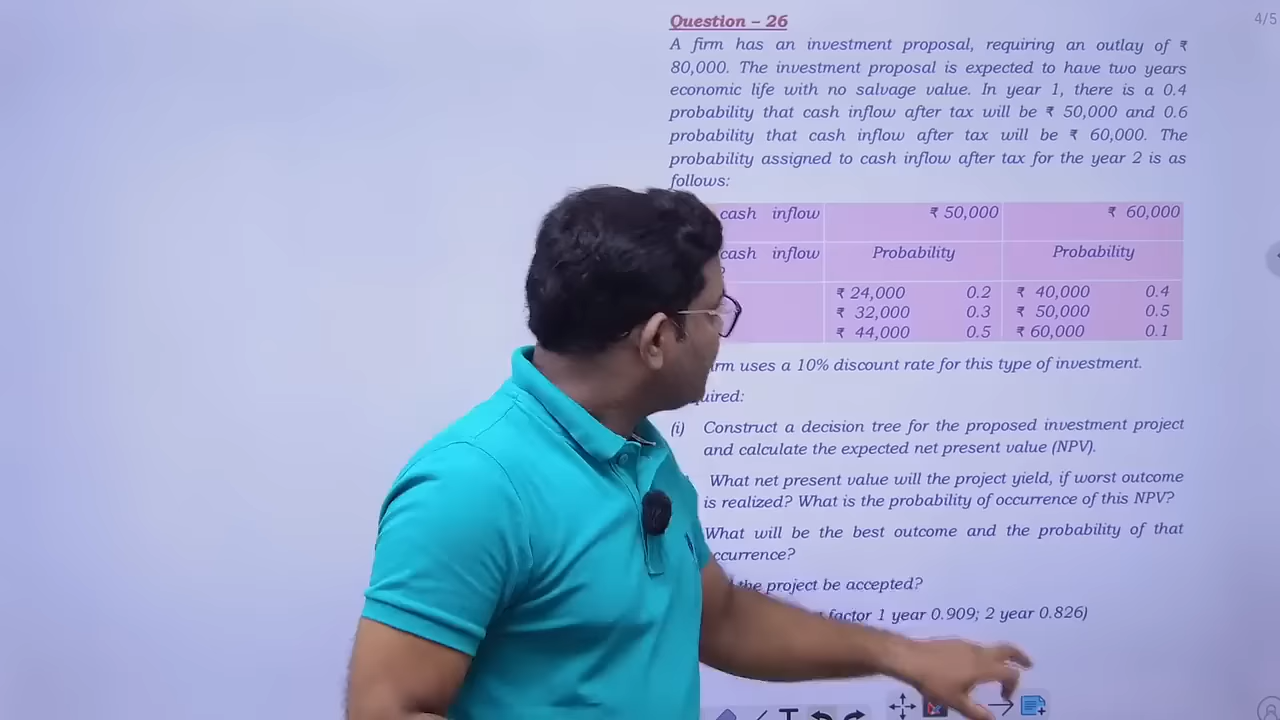 4/5
Question – 26
A firm has an investment proposal, requiring an outlay of ₹
80,000. The investment proposal is expected to have two years
economic life with no salvage value. In year 1, there is a 0.4
probability that cash inflow after tax will be ₹ 50,000 and 0.6
probability that cash inflow after tax will be ₹ 60,000. The
probability assigned to cash inflow after tax for the year 2 is as
follows:
cash inflow ₹ 50,000 ₹ 60,000
cash inflow Probability Probability
₹ 24,000 0.2 ₹ 40,000 0.4
₹ 32,000 0.3 ₹ 50,000 0.5
₹ 44,000 0.5 ₹ 60,000 0.1
uses a 10% discount rate for this type of investment.
(i) Construct a decision tree for the proposed investment project
and calculate the expected net present value (NPV).
What net present value will the project yield, if worst outcome
is realized? What is the probability of occurrence of this NPV?
What will be the best outcome and the probability of that
the project be accepted?
factor 1 year 0.909; 2 year 0.826)
T